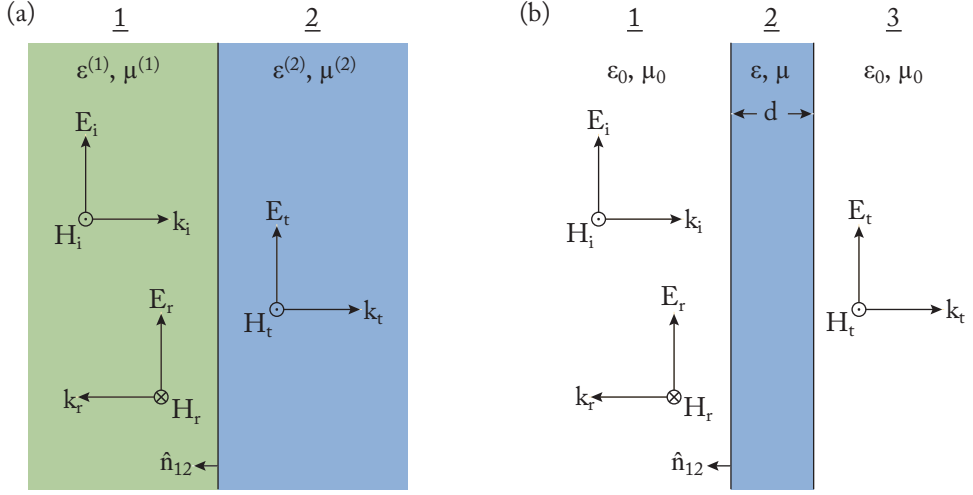 (a)
1
2
ε⁽¹⁾, μ⁽¹⁾
ε⁽²⁾, μ⁽²⁾
Eᵢ
Hᵢ
kᵢ
Eₜ
Hₜ
kₜ
Eᵣ
kᵣ
Hᵣ
n̂₁₂
(b)
1
2
3
ε₀, μ₀
ε, μ
ε₀, μ₀
d
Eᵢ
Hᵢ
kᵢ
Eₜ
Hₜ
kₜ
Eᵣ
kᵣ
Hᵣ
n̂₁₂